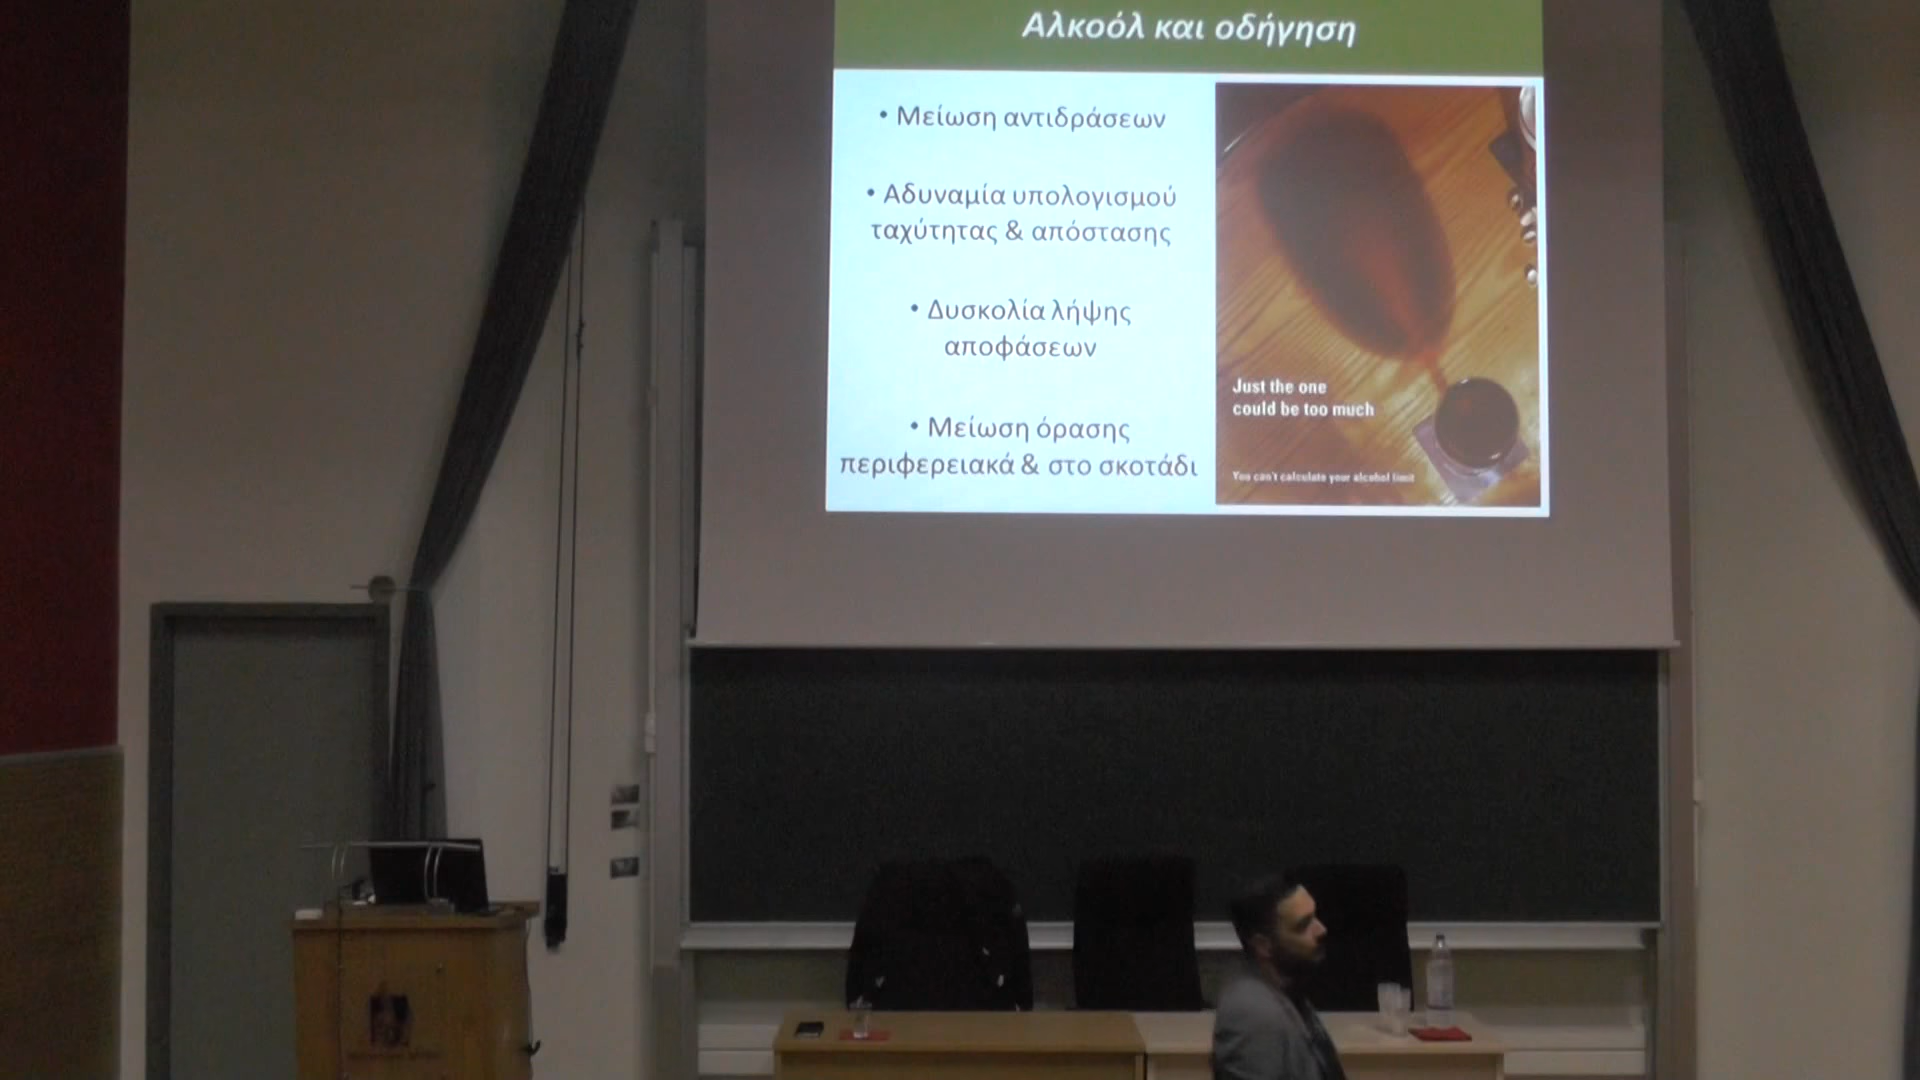 Αλκοόλ και οδήγηση
• Μείωση αντιδράσεων
• Αδυναμία υπολογισμού
ταχύτητας & απόστασης
• Δυσκολία λήψης
αποφάσεων
• Μείωση όρασης
περιφερειακά & στο σκοτάδι
Just the one
could be too much
You can't calculate your alcohol limit